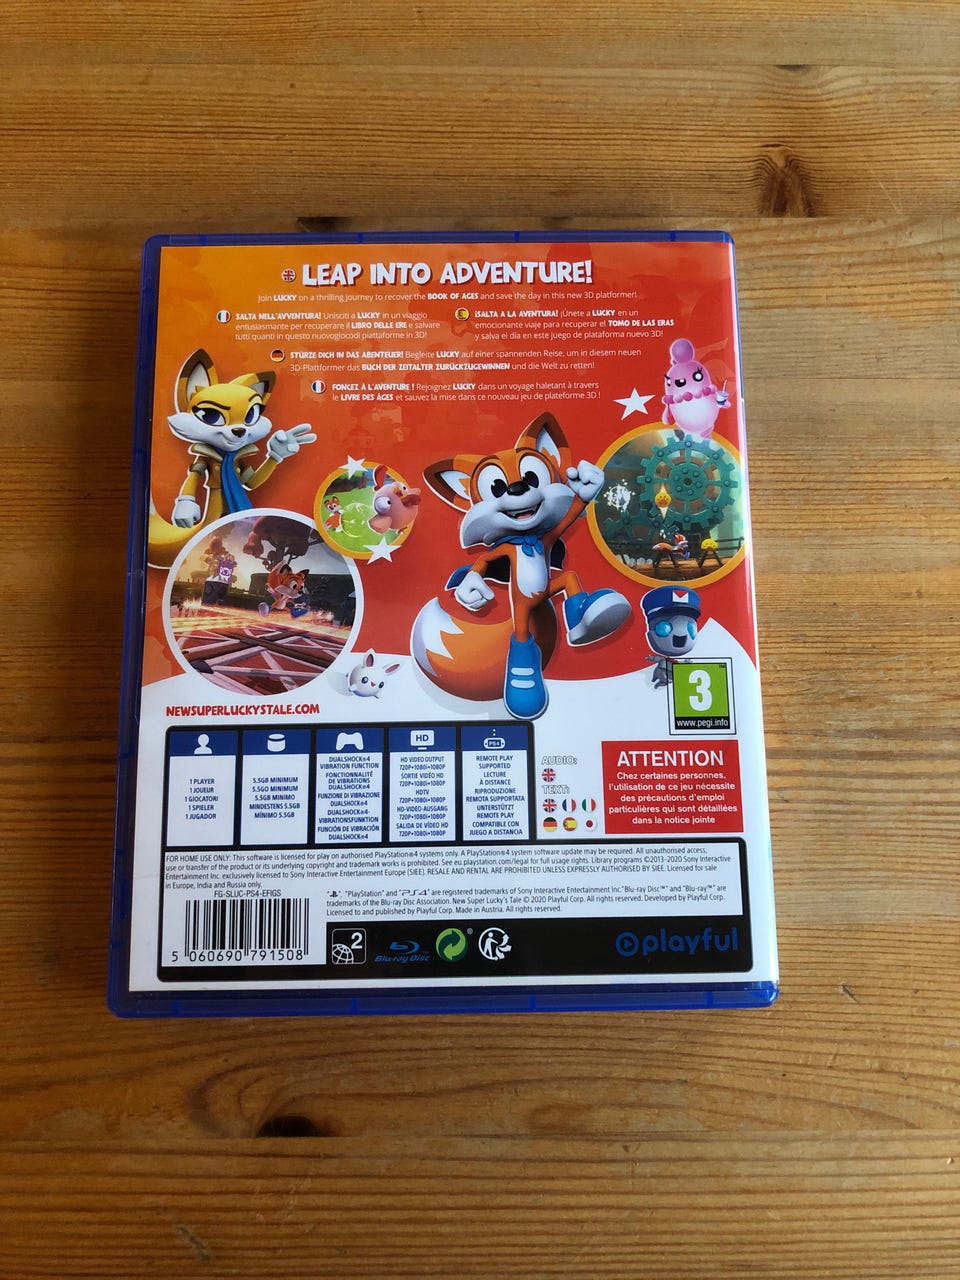 LEAP INTO ADVENTURE!
Join LUCKY on a thrilling journey to recover the BOOK OF AGES and save the day in this new 3D platformer!
SALTA NELL'AVVENTURA! Unisciti a LUCKY in un viaggio
entusiasmante per recuperare il LIBRO DELLE ERE e salvare
tutti quanti in questo nuovogiocodi piattaforme in 3D!
¡SALTA A LA AVENTURA! ¡Únete a LUCKY en un
emocionante viaje para recuperar el TOMO DE LAS ERAS
y salva el día en este juego de plataforma nuevo 3D!
STÜRZE DICH IN DAS ABENTEUER! Begleite LUCKY auf einer spannenden Reise, um in diesem neuen
3D-Plattformer das BUCH DER ZEITALTER ZURÜCKZUGEWINNEN und die Welt zu retten!
FONCEZ À L'AVENTURE ! Rejoignez LUCKY dans un voyage haletant à travers
le LIVRE DES ÂGES et sauvez la mise dans ce nouveau jeu de plateforme 3D !
NEWSUPERLUCKYSTALE.COM
3
www.pegi.info
1 PLAYER
1 JOUEUR
1 GIOCATORI
1 SPIELER
1 JUGADOR
5.5GB MINIMUM
5.5GO MINIMUM
5.5GB MINIMO
MINDESTENS 5.5GB
MÍNIMO 5.5GB
DUALSHOCK®4
VIBRATION FUNCTION
FONCTIONNALITÉ
DE VIBRATIONS
DUALSHOCK®4
FUNZIONE DI VIBRAZIONE
DUALSHOCK®4
DUALSHOCK®4-
VIBRATIONSFUNKTION
FUNCIÓN DE VIBRACIÓN
DUALSHOCK®4
HD
HD VIDEO OUTPUT
720P•1080i•1080P
SORTIE VIDÉO HD
720P•1080i•1080P
HDTV
720P•1080i•1080P
HD-VIDEO-AUSGANG
720P•1080i•1080P
SALIDA DE VÍDEO HD
720P•1080i•1080P
PS4
REMOTE PLAY
SUPPORTED
LECTURE
À DISTANCE
RIPRODUZIONE
REMOTA SUPPORTATA
UNTERSTÜTZT
REMOTE PLAY
COMPATIBLE CON
JUEGO A DISTANCIA
AUDIO:
TEXT:
ATTENTION
Chez certaines personnes,
l'utilisation de ce jeu nécessite
des précautions d'emploi
particulières qui sont détaillées
dans la notice jointe
FOR HOME USE ONLY: This software is licensed for play on authorised PlayStation®4 systems only. A PlayStation®4 system software update may be required. All unauthorised access,
use or transfer of the product or its underlying copyright and trademark works is prohibited. See eu.playstation.com/legal for full usage rights. Library programs ©2013-2020 Sony Interactive
Entertainment Inc. exclusively licensed to Sony Interactive Entertainment Europe (SIEE). RESALE AND RENTAL ARE PROHIBITED UNLESS EXPRESSLY AUTHORISED BY SIEE. Licensed for sale
in Europe, India and Russia only.
FG-SLUC-PS4-EFIGS
"PlayStation" and "PS4" are registered trademarks of Sony Interactive Entertainment Inc. "Blu-ray Disc™" and "Blu-ray™" are
trademarks of the Blu-ray Disc Association. New Super Lucky's Tale © 2020 Playful Corp. All rights reserved. Developed by Playful Corp.
Licensed to and published by Playful Corp. Made in Austria. All rights reserved.
5 060690 791508
2
Blu-ray Disc
playful